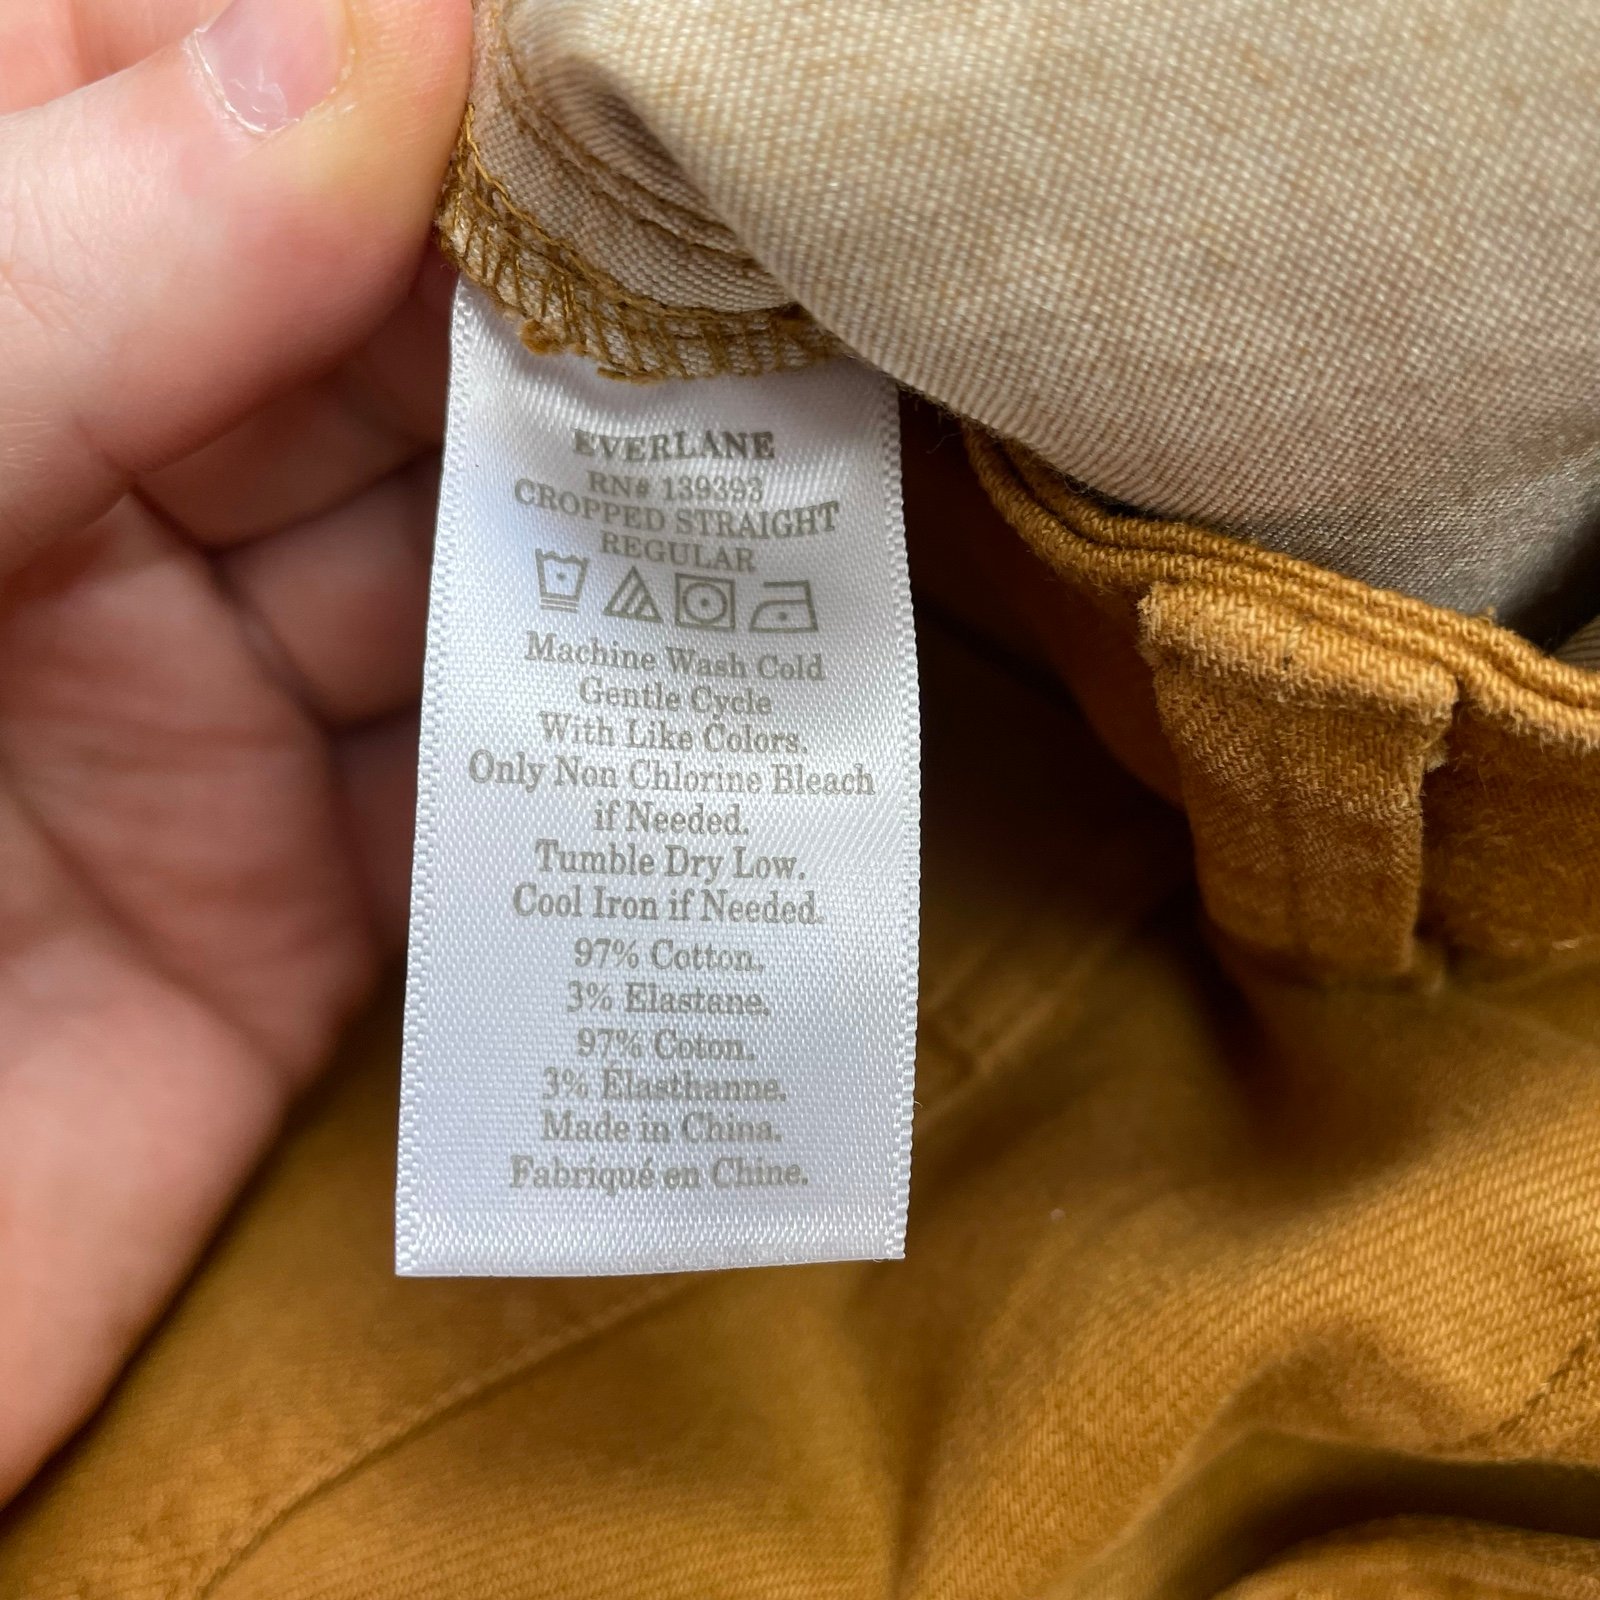 EVERLANE
RN# 139393
CROPPED STRAIGHT
REGULAR
Machine Wash Cold
Gentle Cycle
With Like Colors.
Only Non Chlorine Bleach
if Needed.
Tumble Dry Low.
Cool Iron if Needed.
97% Cotton.
3% Elastane.
97% Coton.
3% Élasthanne.
Made in China.
Fabriqué en Chine.